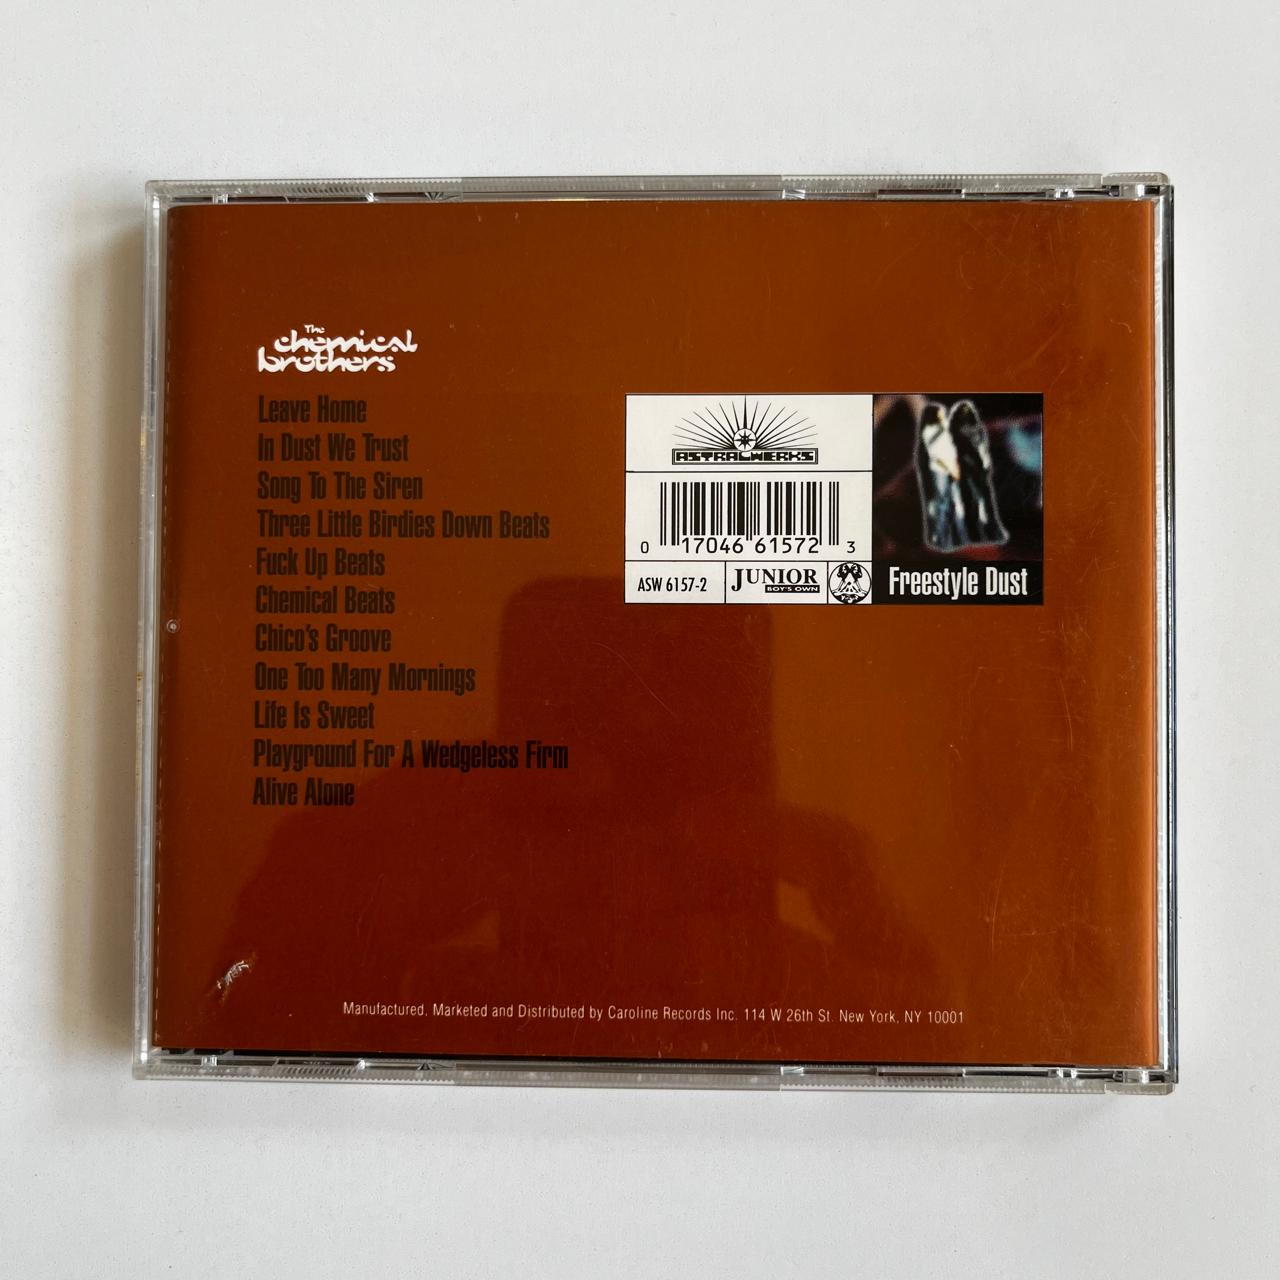 The
chemical
brothers
Leave Home
In Dust We Trust
Song To The Siren
Three Little Birdies Down Beats
Fuck Up Beats
Chemical Beats
Chico's Groove
One Too Many Mornings
Life Is Sweet
Playground For A Wedgeless Firm
Alive Alone
ASTRALWERKS
0 17046 61572 3
ASW 6157-2
JUNIOR
BOY'S OWN
Freestyle Dust
Manufactured, Marketed and Distributed by Caroline Records Inc. 114 W 26th St. New York, NY 10001